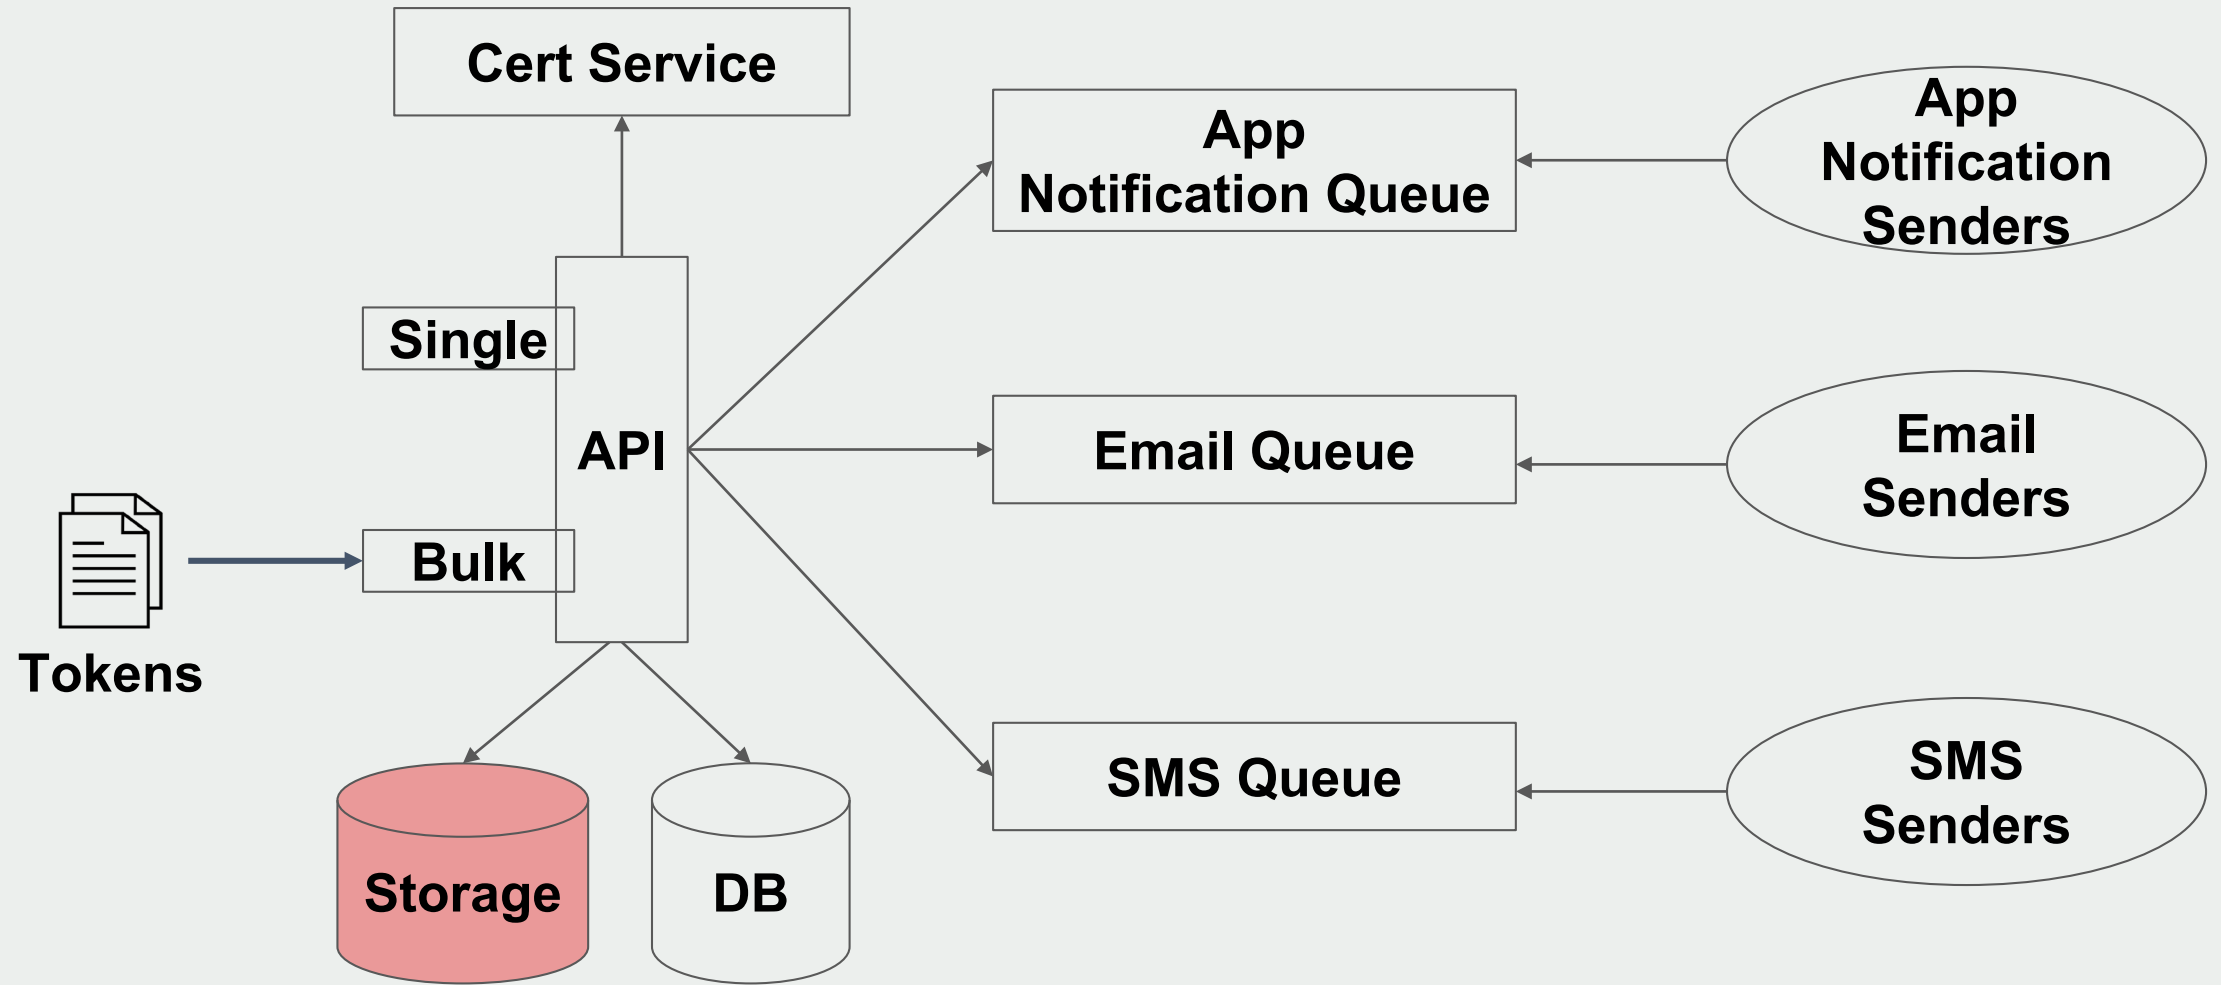 Cert Service
App
Notification Queue
App
Notification
Senders
Single
API
Email Queue
Email
Senders
Bulk
Tokens
SMS Queue
SMS
Senders
Storage
DB